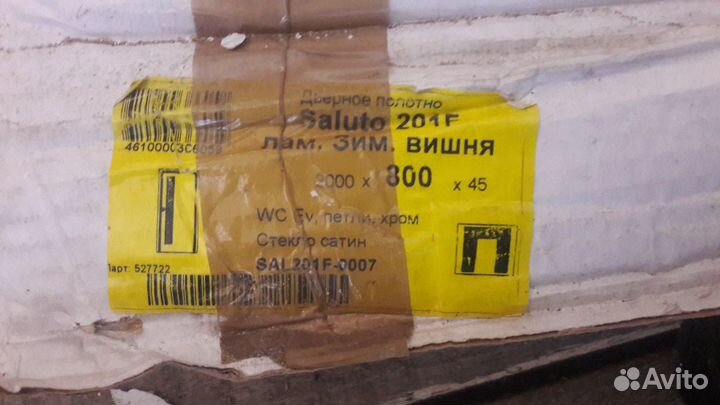 Дверное полотно
Saluto 201F
лам. Зим. вишня
2000 x 800 x 45
WC Ev, петли, хром
Стекло сатин
SAL201F-0007
Парт: 527722
Avito